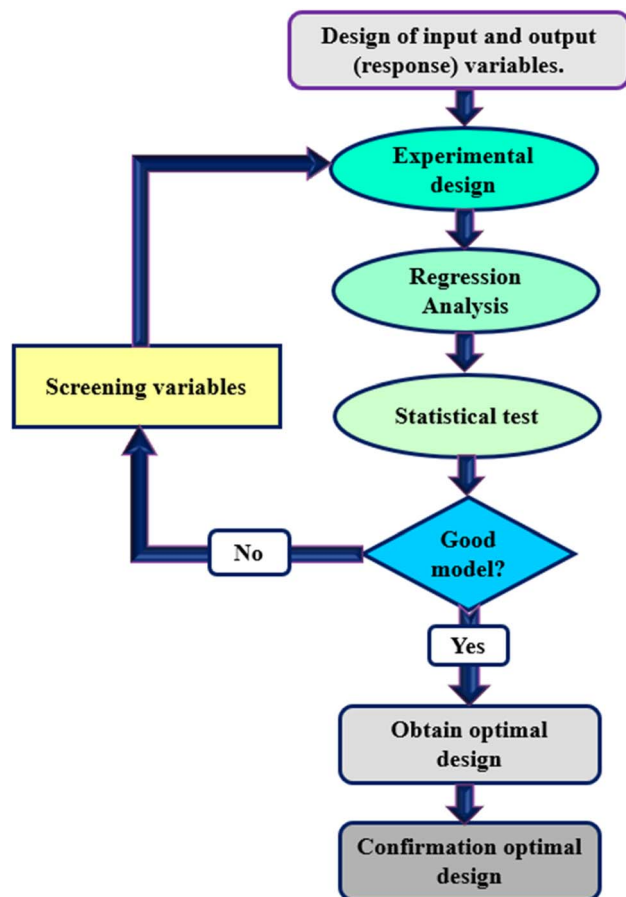 Design of input and output
(response) variables.
Experimental
design
Regression
Analysis
Screening variables
Statistical test
Good
model?
No
Yes
Obtain optimal
design
Confirmation optimal
design